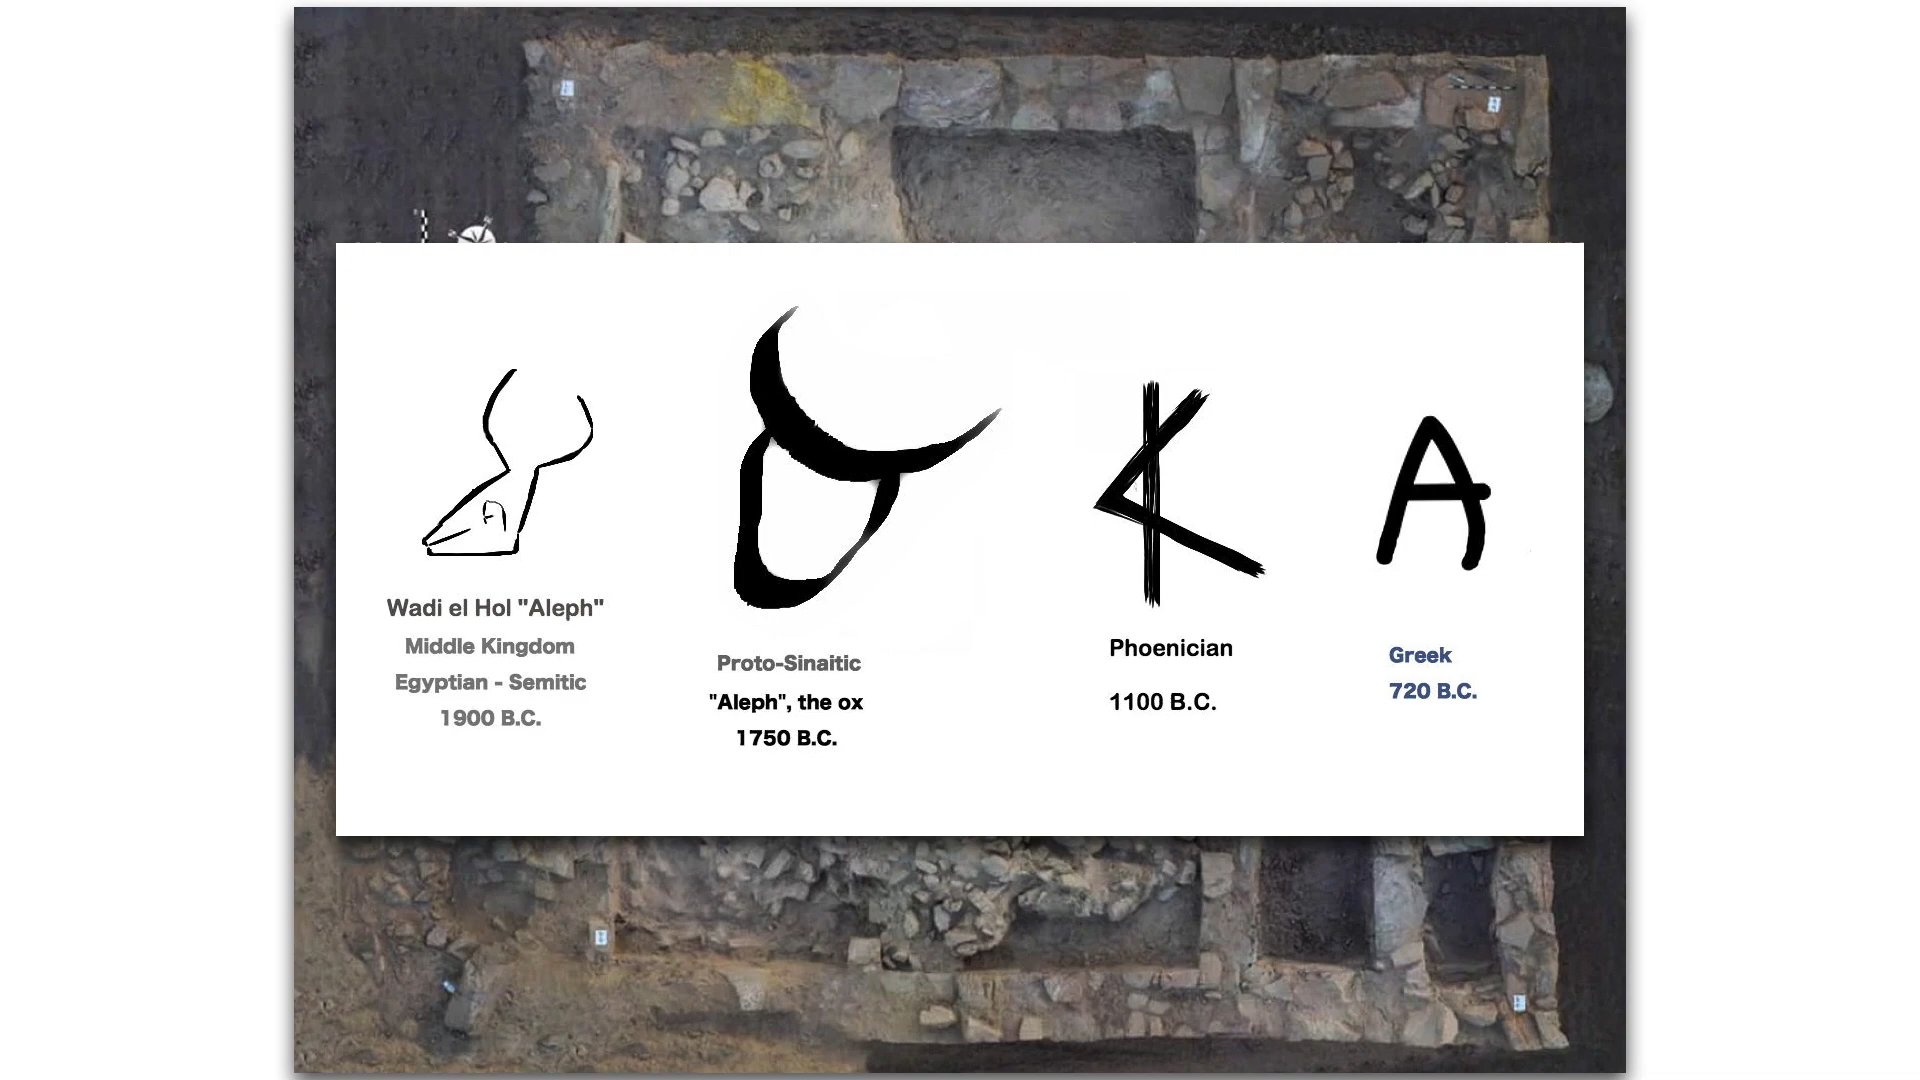 Wadi el Hol "Aleph"
Middle Kingdom
Egyptian - Semitic
1900 B.C.
Proto-Sinaitic
"Aleph", the ox
1750 B.C.
Phoenician
1100 B.C.
A
Greek
720 B.C.